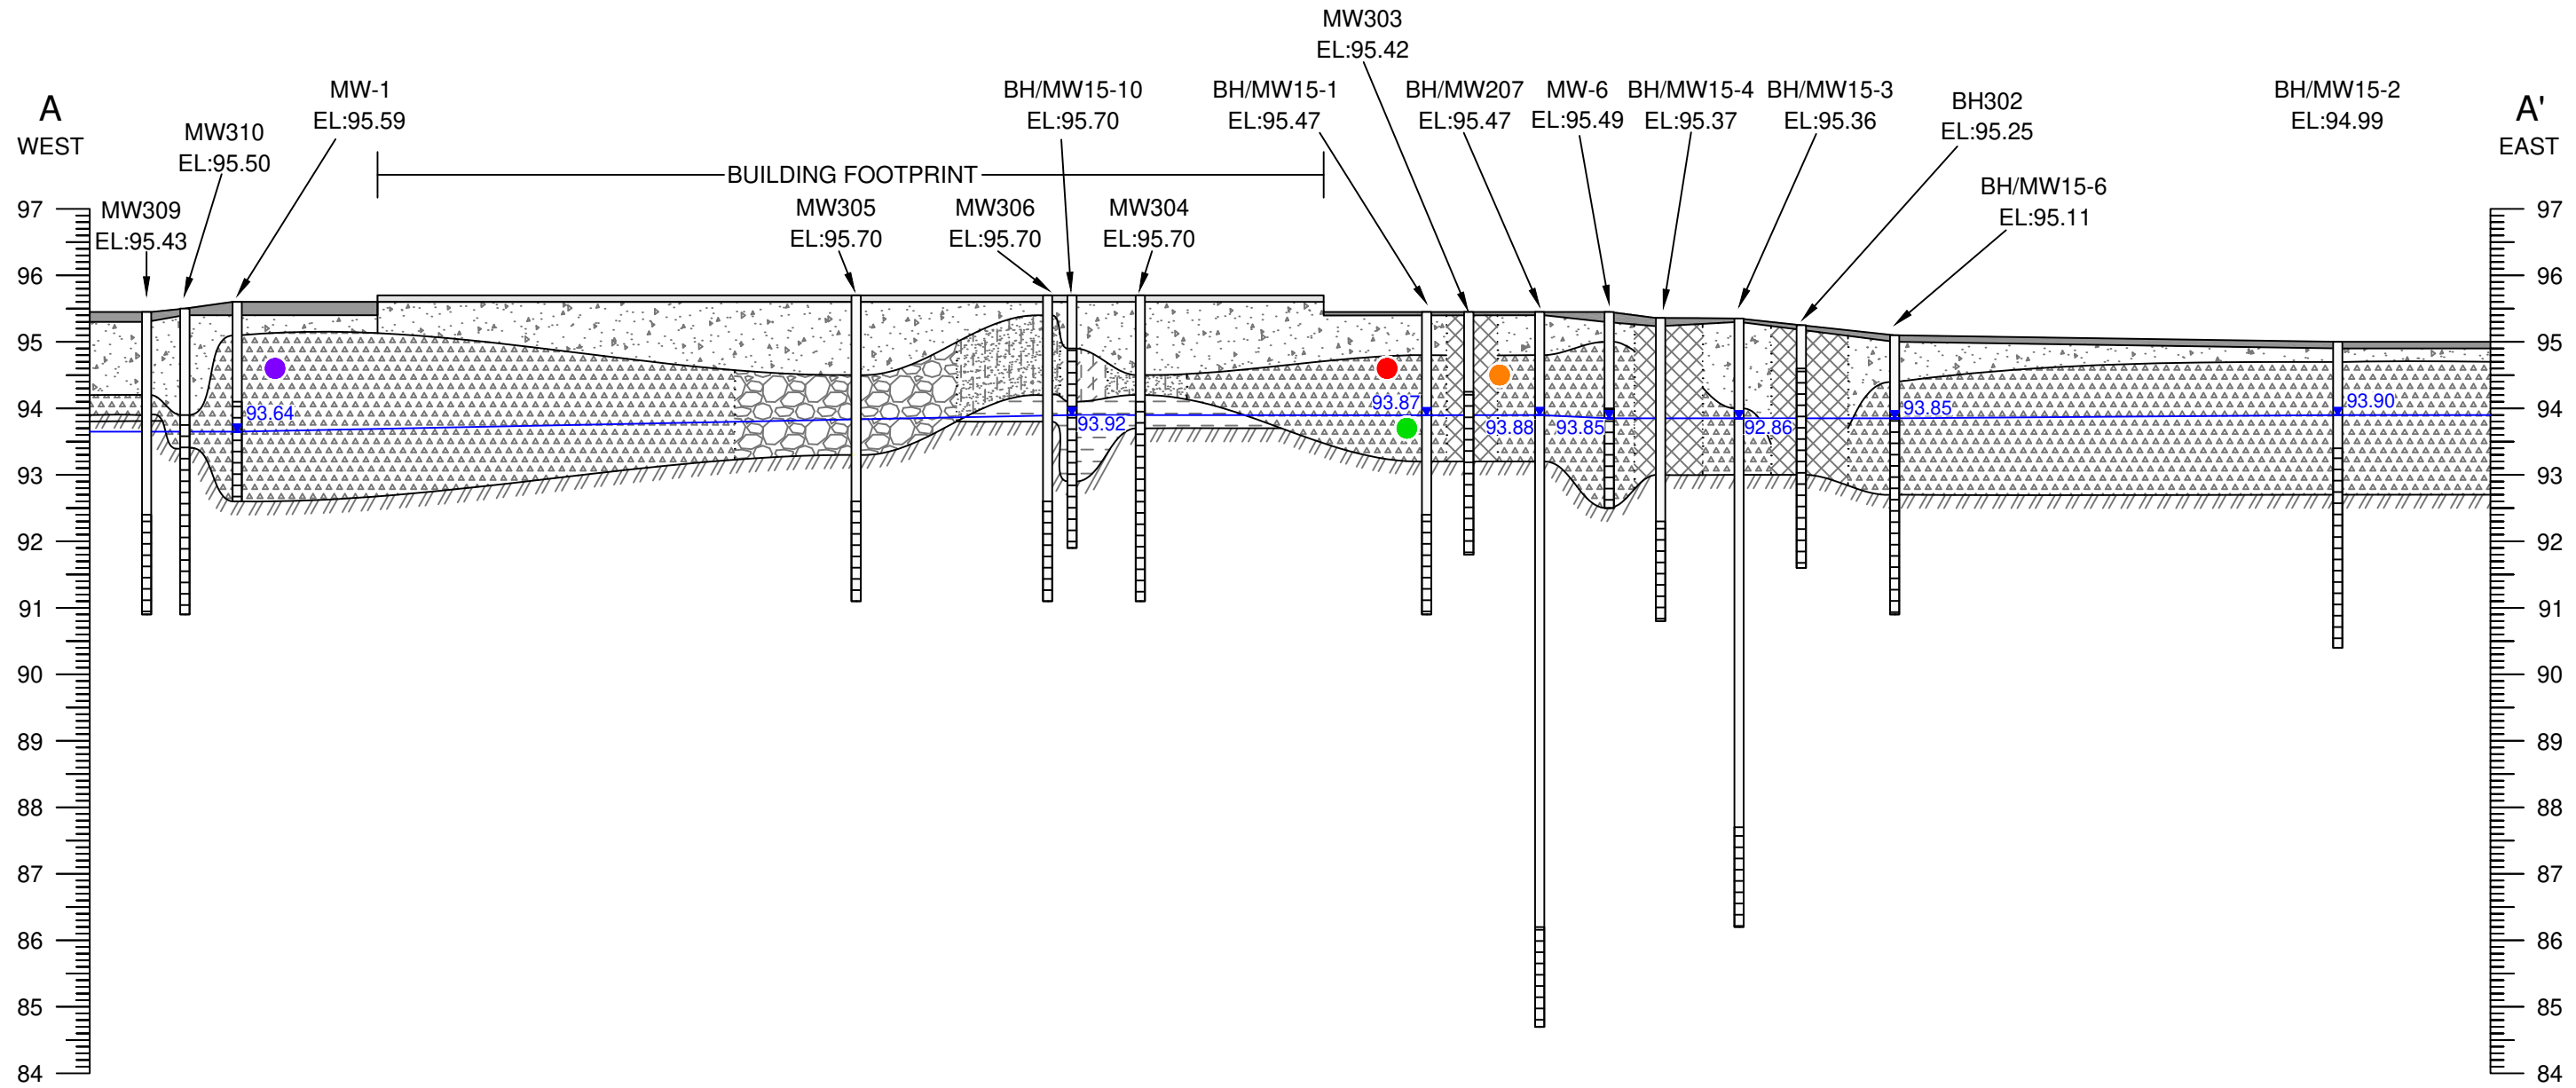 MW303
EL:95.42
A
WEST
MW310
EL:95.50
MW-1
EL:95.59
BH/MW15-10
EL:95.70
BH/MW15-1
EL:95.47
BH/MW207
EL:95.47
MW-6
EL:95.49
BH/MW15-4
EL:95.37
BH/MW15-3
EL:95.36
BH302
EL:95.25
BH/MW15-2
EL:94.99
A'
EAST
BUILDING FOOTPRINT
MW309
EL:95.43
MW305
EL:95.70
MW306
EL:95.70
MW304
EL:95.70
BH/MW15-6
EL:95.11
97
96
95
94
93
92
91
90
89
88
87
86
85
84
93.64
93.92
93.87
93.88
93.85
92.86
93.85
93.90
97
96
95
94
93
92
91
90
89
88
87
86
85
84